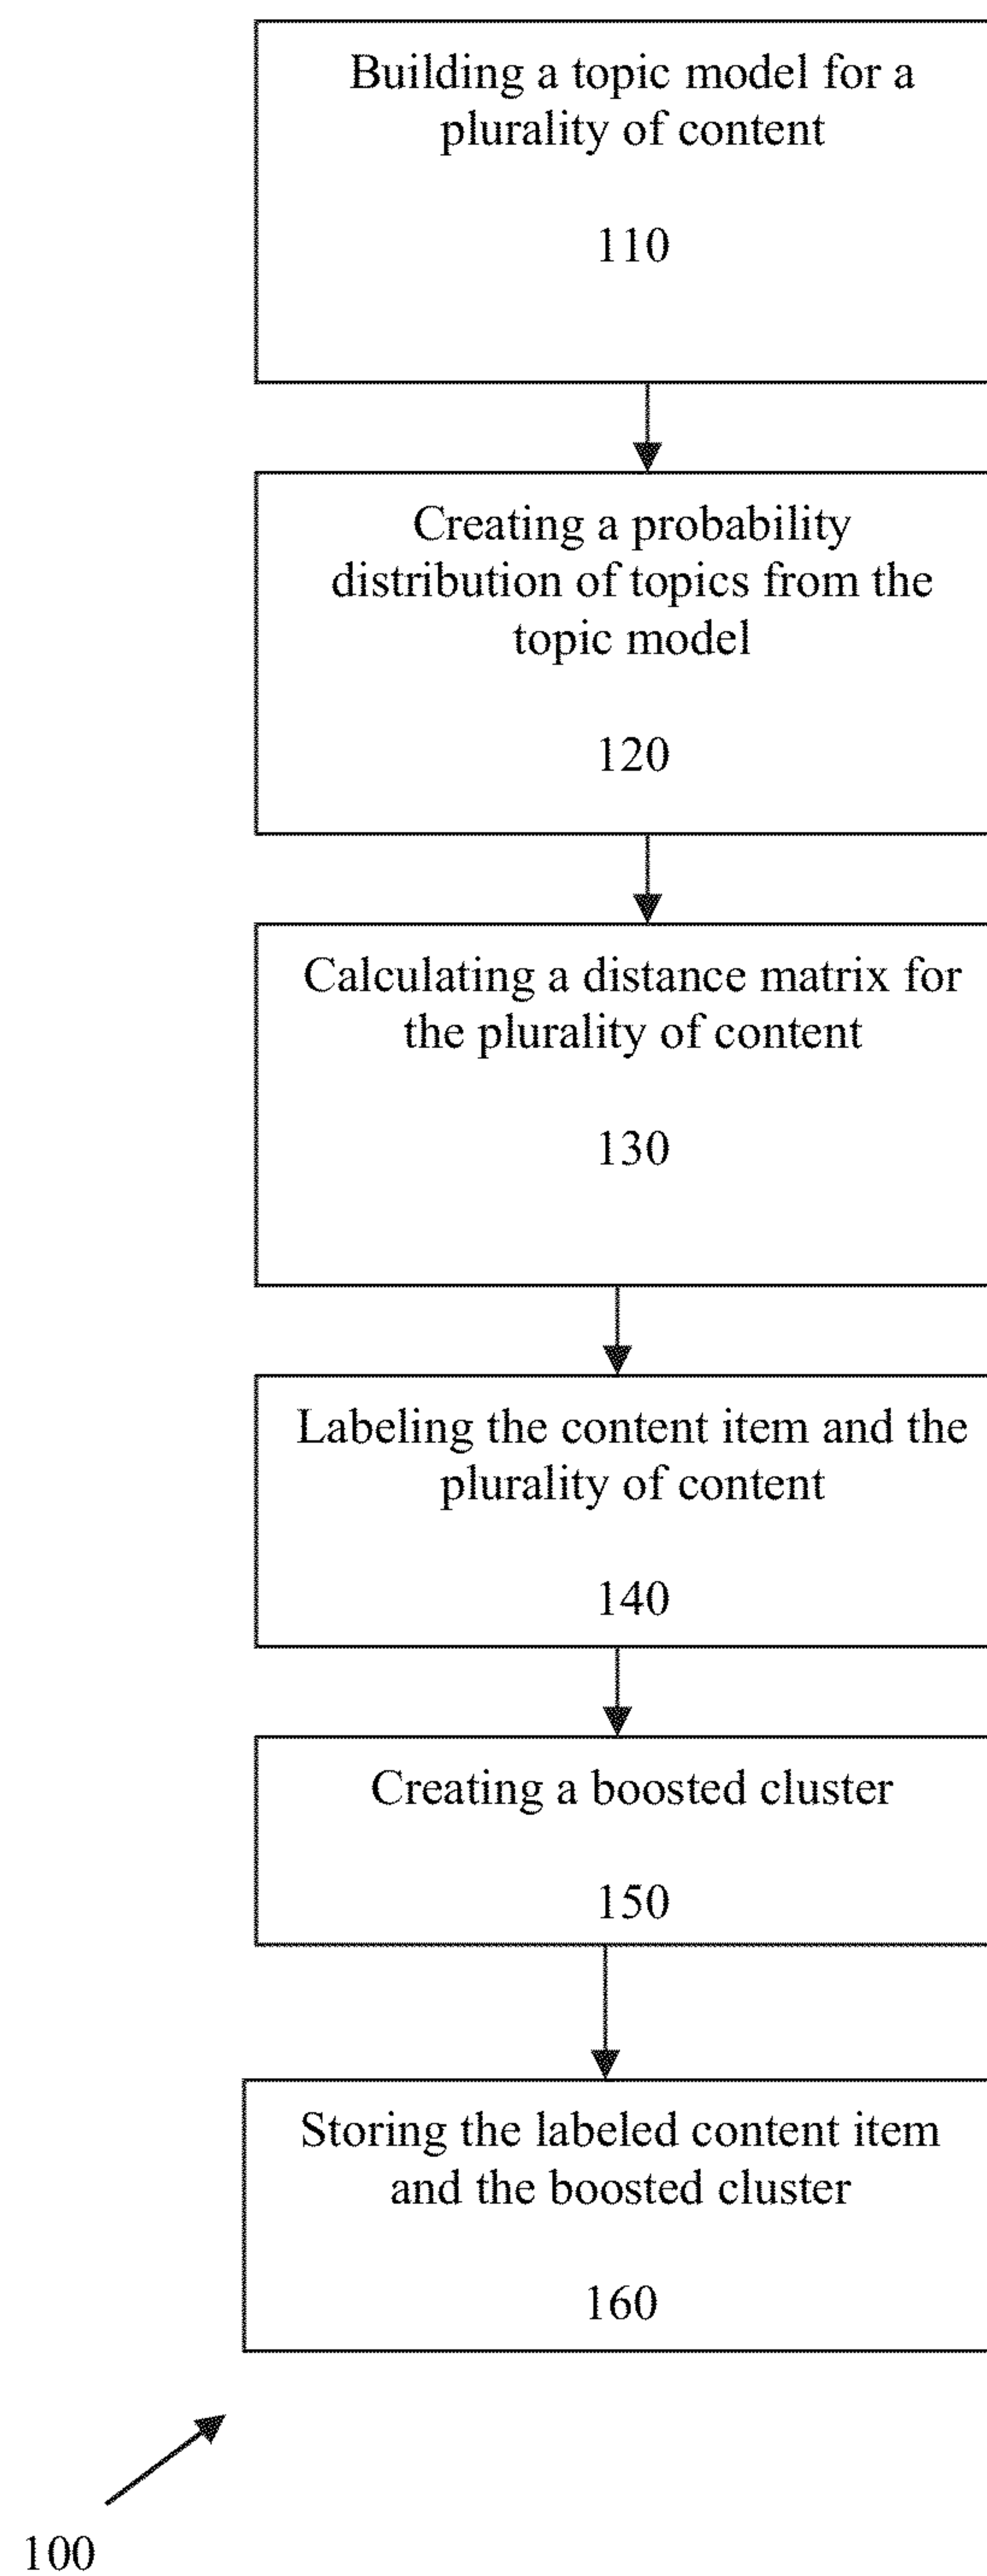 Building a topic model for a
plurality of content
110
Creating a probability
distribution of topics from the
topic model
120
Calculating a distance matrix for
the plurality of content
130
Labeling the content item and the
plurality of content
140
Creating a boosted cluster
150
Storing the labeled content item
and the boosted cluster
160
100